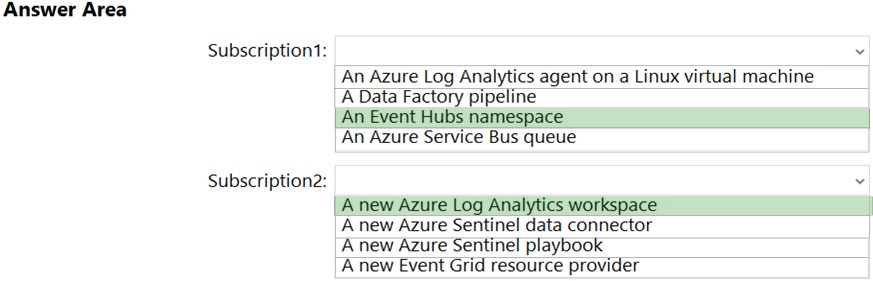 Answer Area
Subscription1:
An Azure Log Analytics agent on a Linux virtual machine
A Data Factory pipeline
An Event Hubs namespace
An Azure Service Bus queue
Subscription2:
A new Azure Log Analytics workspace
A new Azure Sentinel data connector
A new Azure Sentinel playbook
A new Event Grid resource provider